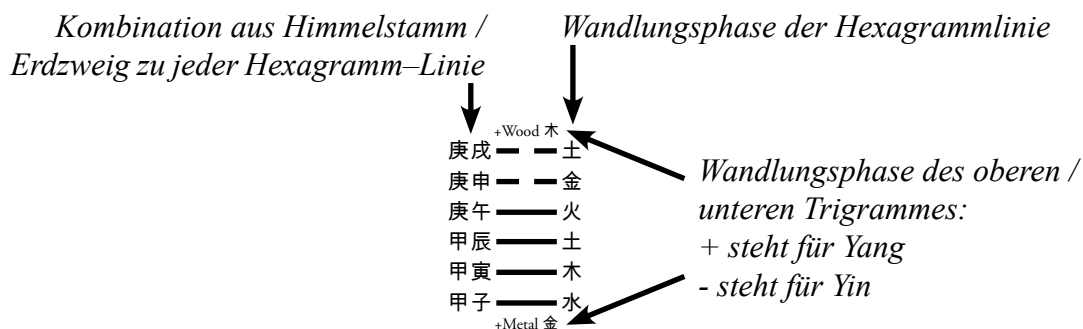 Kombination aus Himmelstamm /
Erdzweig zu jeder Hexagramm–Linie
Wandlungsphase der Hexagrammlinie
+Wood 木
庚戌 土
庚申 金
庚午 火
甲辰 土
甲寅 木
甲子 水
+Metal 金
Wandlungsphase des oberen /
unteren Trigrammes:
+ steht für Yang
- steht für Yin